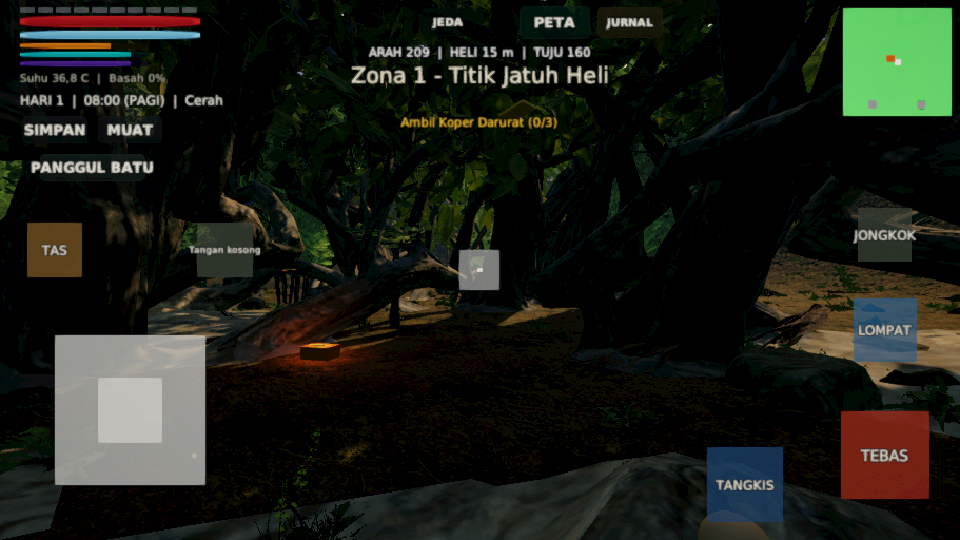 JEDA
PETA
JURNAL
ARAH 209 | HELI 15 m | TUJU 160
Zona 1 - Titik Jatuh Heli
Ambil Koper Darurat (0/3)
Suhu 36,8 C | Basah 0%
HARI 1 | 08:00 (PAGI) | Cerah
SIMPAN
MUAT
PANGGUL BATU
TAS
Tangan kosong
JONGKOK
LOMPAT
TEBAS
TANGKIS